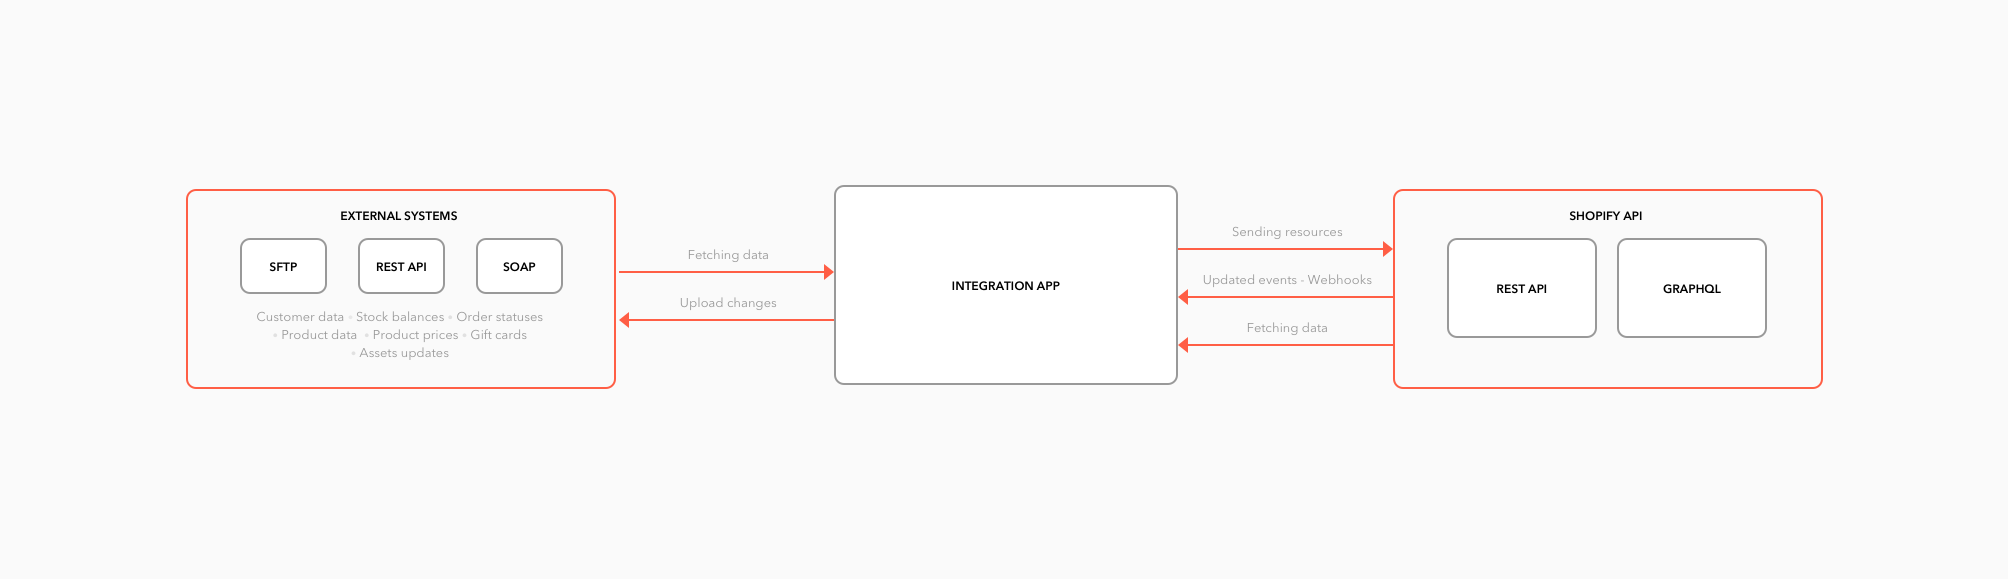 EXTERNAL SYSTEMS
SFTP
REST API
SOAP
Customer data • Stock balances • Order statuses
• Product data • Product prices • Gift cards
• Assets updates
Fetching data
Upload changes
INTEGRATION APP
Sending resources
Updated events - Webhooks
Fetching data
SHOPIFY API
REST API
GRAPHQL